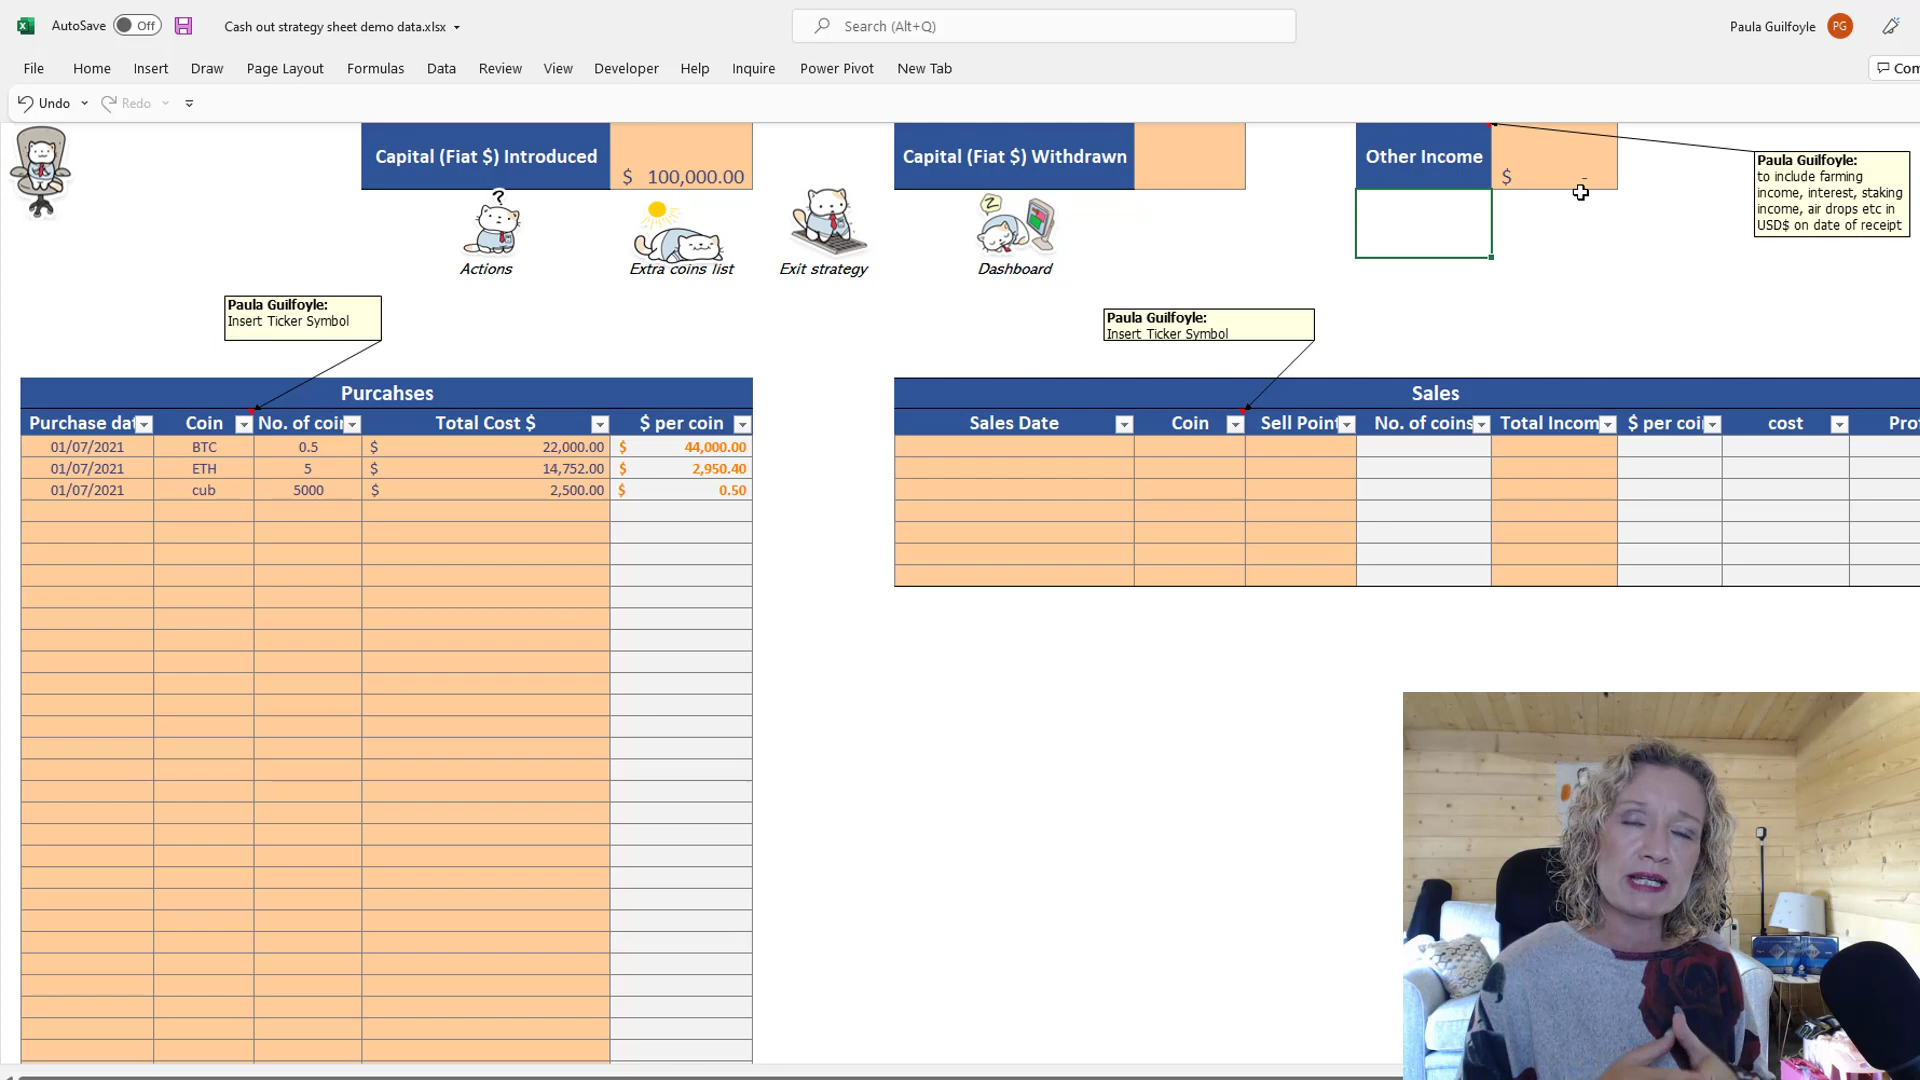 AutoSave Off Cash out strategy sheet demo data.xlsx Search (Alt+Q) Paula Guilfoyle PG
File Home Insert Draw Page Layout Formulas Data Review View Developer Help Inquire Power Pivot New Tab Com
Undo Redo
Capital (Fiat $) Introduced $ 100,000.00 Capital (Fiat $) Withdrawn Other Income $ -
Paula Guilfoyle:
to include farming
income, interest, staking
income, air drops etc in
USD$ on date of receipt
?
Z
Actions Extra coins list Exit strategy Dashboard
Paula Guilfoyle:
Insert Ticker Symbol
Paula Guilfoyle:
Insert Ticker Symbol
Purcahses Sales
Purchase dat Coin No. of coi Total Cost $ $ per coin Sales Date Coin Sell Point No. of coins Total Incom $ per coi cost Prof
01/07/2021 BTC 0.5 $ 22,000.00 $ 44,000.00
01/07/2021 ETH 5 $ 14,752.00 $ 2,950.40
01/07/2021 cub 5000 $ 2,500.00 $ 0.50